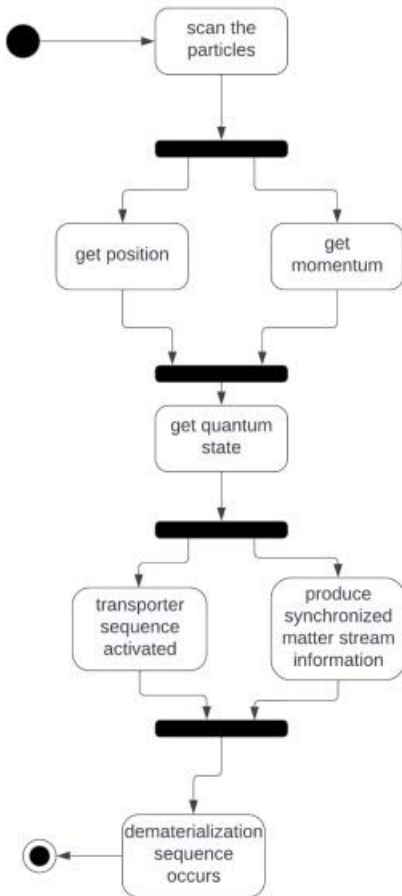 scan the
particles
get position
get
momentum
get quantum
state
transporter
sequence
activated
produce
synchronized
matter stream
information
dematerialization
sequence
occurs